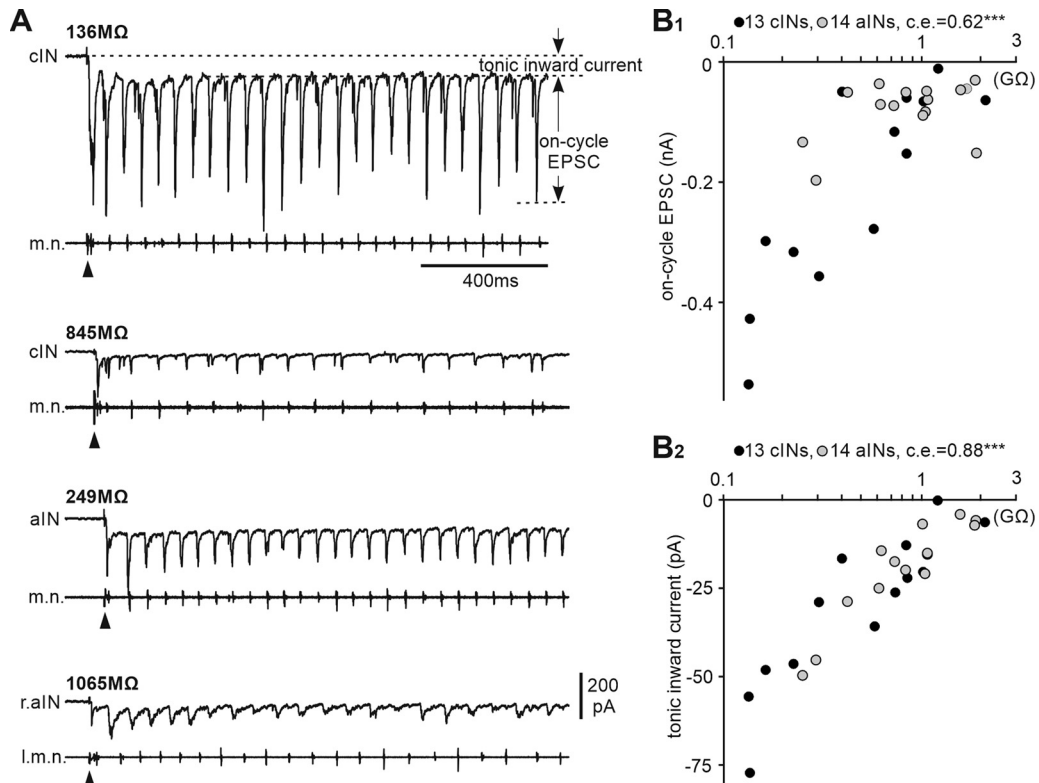 A
136MΩ
cIN
tonic inward current
on-cycle
EPSC
m.n.
400ms
845MΩ
cIN
m.n.
249MΩ
aIN
m.n.
1065MΩ
r.aIN
200
pA
l.m.n.
B1
13 cINs, 14 aINs, c.e.=0.62***
0.1 1 3
(GΩ)
0
-0.2
-0.4
on-cycle EPSC (nA)
B2
13 cINs, 14 aINs, c.e.=0.88***
0.1 1 3
(GΩ)
0
-25
-50
-75
tonic inward current (pA)